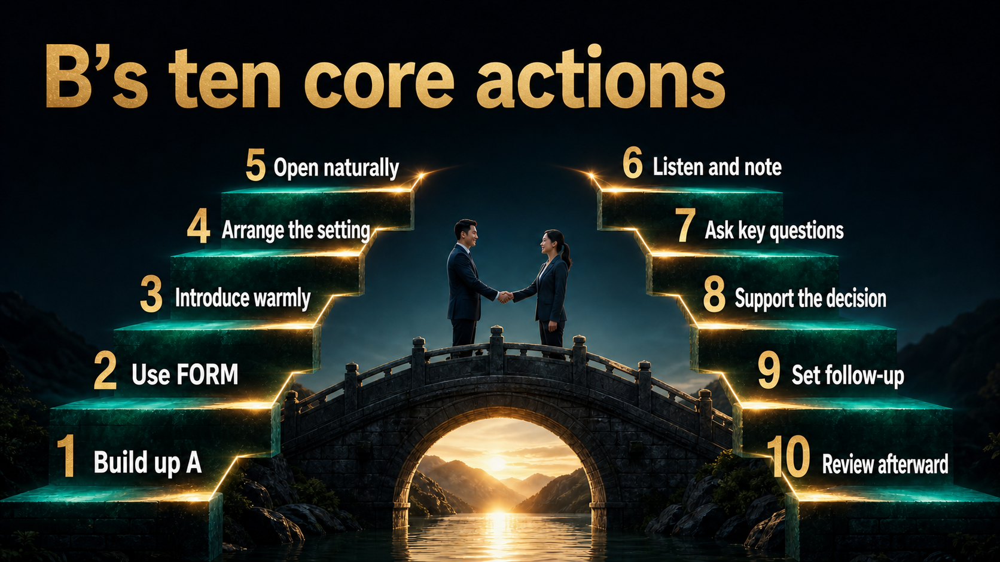 B’s ten core actions
1 Build up A
2 Use FORM
3 Introduce warmly
4 Arrange the setting
5 Open naturally
6 Listen and note
7 Ask key questions
8 Support the decision
9 Set follow-up
10 Review afterward